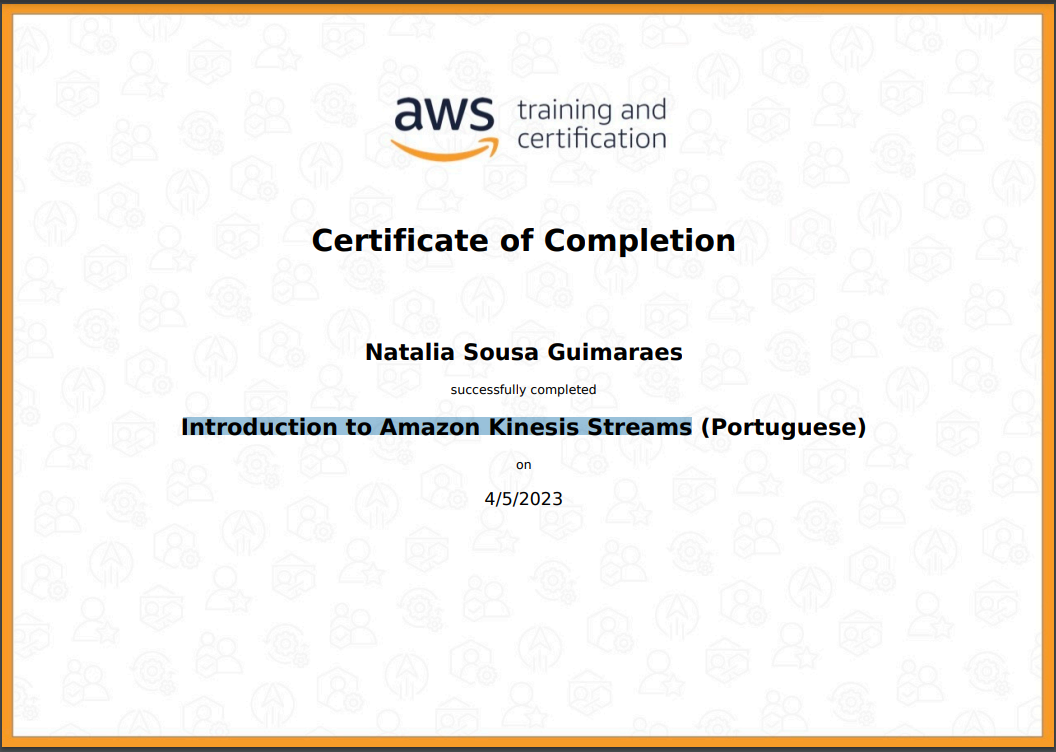 aws training and
certification
Certificate of Completion
Natalia Sousa Guimaraes
successfully completed
Introduction to Amazon Kinesis Streams (Portuguese)
on
4/5/2023